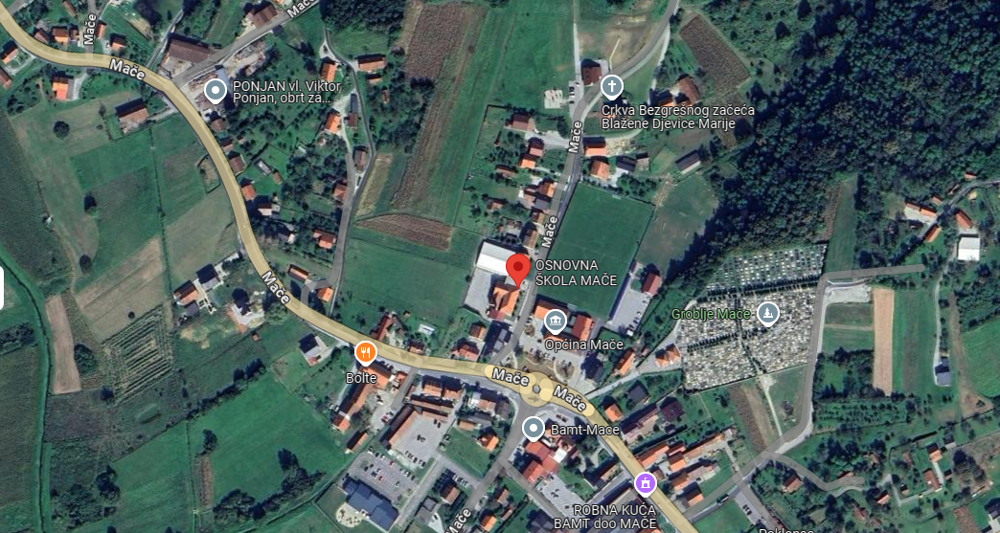 Mače
Mače
Mače
PONJAN vl. Viktor
Ponjan, obrt za...
Crkva Bezgrešnog začeća
Blažene Djevice Marije
Mače
Mače
OSNOVNA
ŠKOLA MAČE
Mače
Groblje Mače
Općina Mače
Bolte
Mače
Mače
Bamt-Mače
ROBNA KUĆA
BAMT doo MAČE
Mače